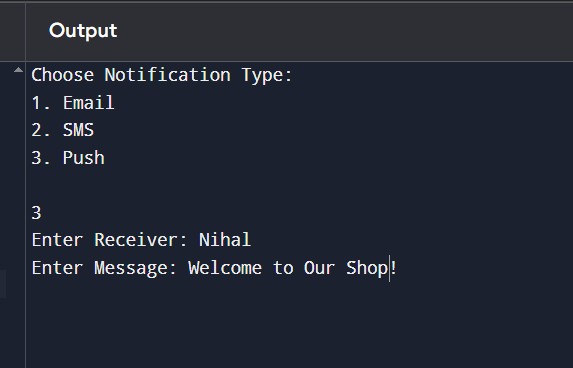 Output
Choose Notification Type:
1. Email
2. SMS
3. Push
3
Enter Receiver: Nihal
Enter Message: Welcome to Our Shop!